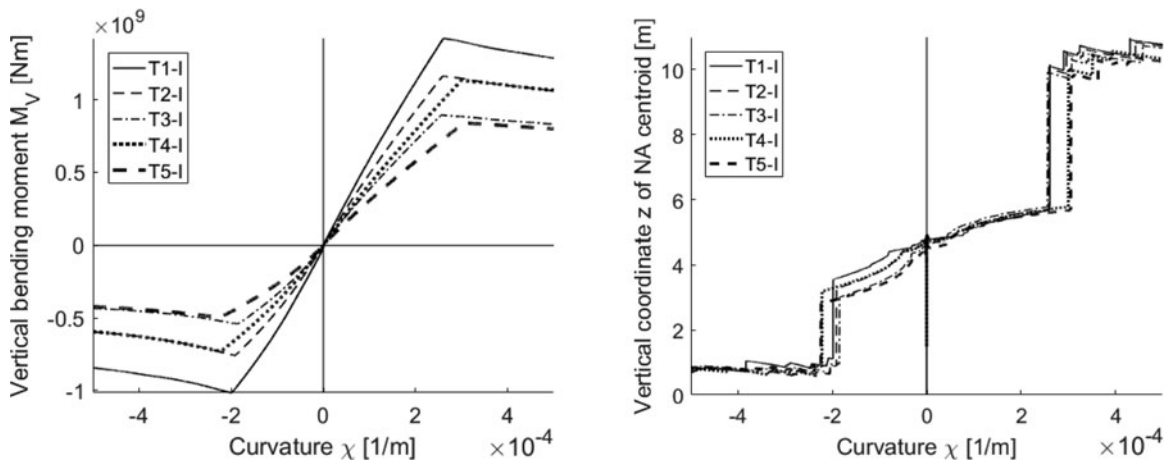 ×10⁹
1
0.5
0
-0.5
-1
Vertical bending moment M_V [Nm]
T1-I
T2-I
T3-I
T4-I
T5-I
-4
-2
0
2
4
Curvature χ [1/m]
×10⁻⁴
10
8
6
4
2
0
Vertical coordinate z of NA centroid [m]
T1-I
T2-I
T3-I
T4-I
T5-I
-4
-2
0
2
4
Curvature χ [1/m]
×10⁻⁴